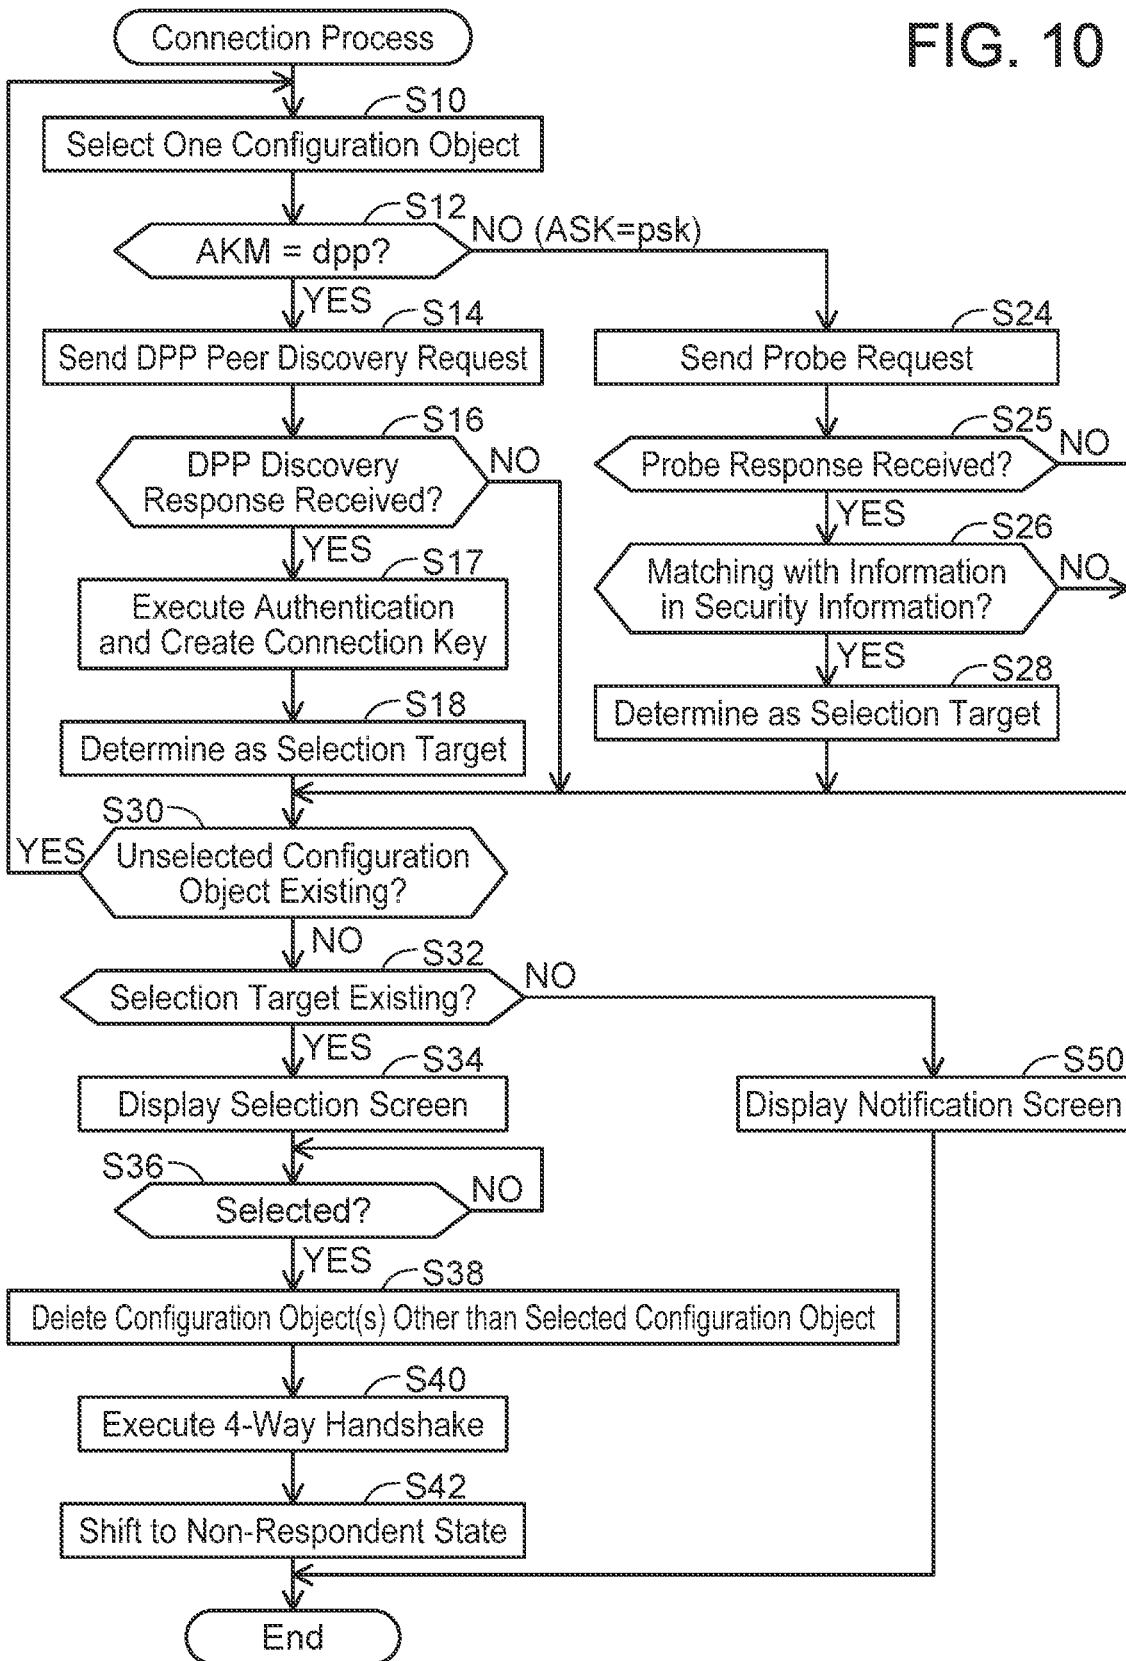 FIG. 10
Connection Process
S10
Select One Configuration Object
S12
AKM = dpp?
NO (ASK=psk)
YES
S14
Send DPP Peer Discovery Request
S24
Send Probe Request
S16
DPP Discovery
Response Received?
NO
YES
S25
Probe Response Received?
NO
YES
S17
Execute Authentication
and Create Connection Key
S26
Matching with Information
in Security Information?
NO
YES
S18
Determine as Selection Target
S28
Determine as Selection Target
S30
YES
Unselected Configuration
Object Existing?
NO
S32
Selection Target Existing?
NO
YES
S34
Display Selection Screen
S50
Display Notification Screen
S36
Selected?
NO
YES
S38
Delete Configuration Object(s) Other than Selected Configuration Object
S40
Execute 4-Way Handshake
S42
Shift to Non-Respondent State
End